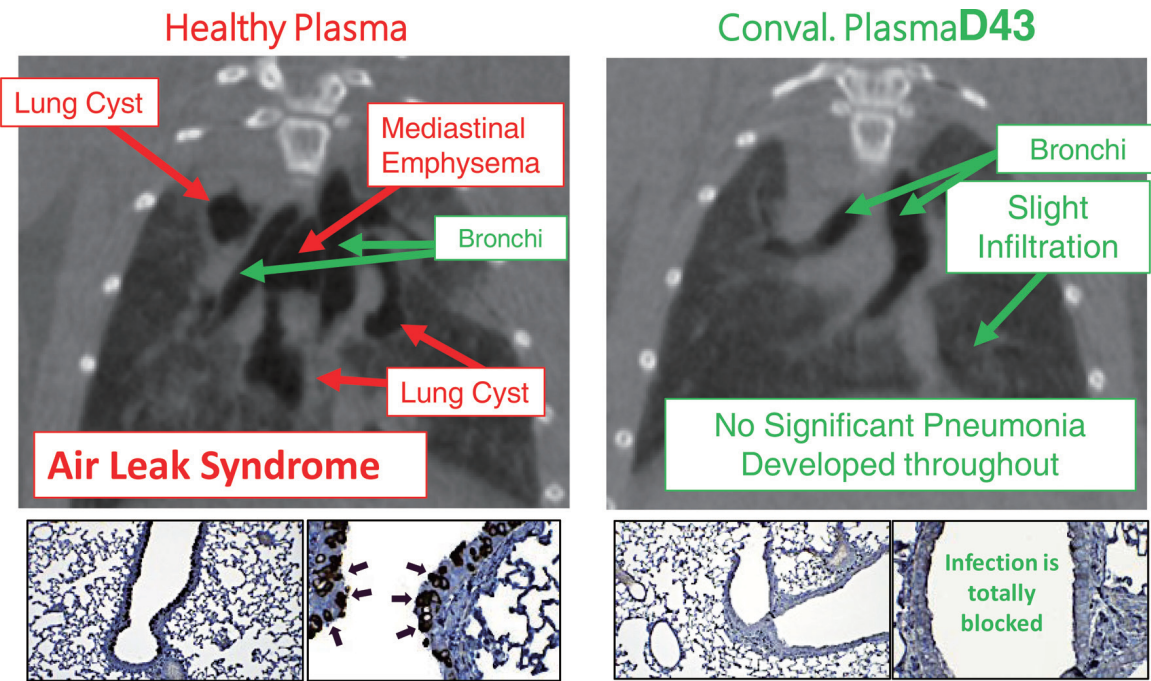 Healthy Plasma
Conval. PlasmaD43
Lung Cyst
Mediastinal
Emphysema
Bronchi
Lung Cyst
Air Leak Syndrome
Bronchi
Slight
Infiltration
No Significant Pneumonia
Developed throughout
Infection is
totally
blocked